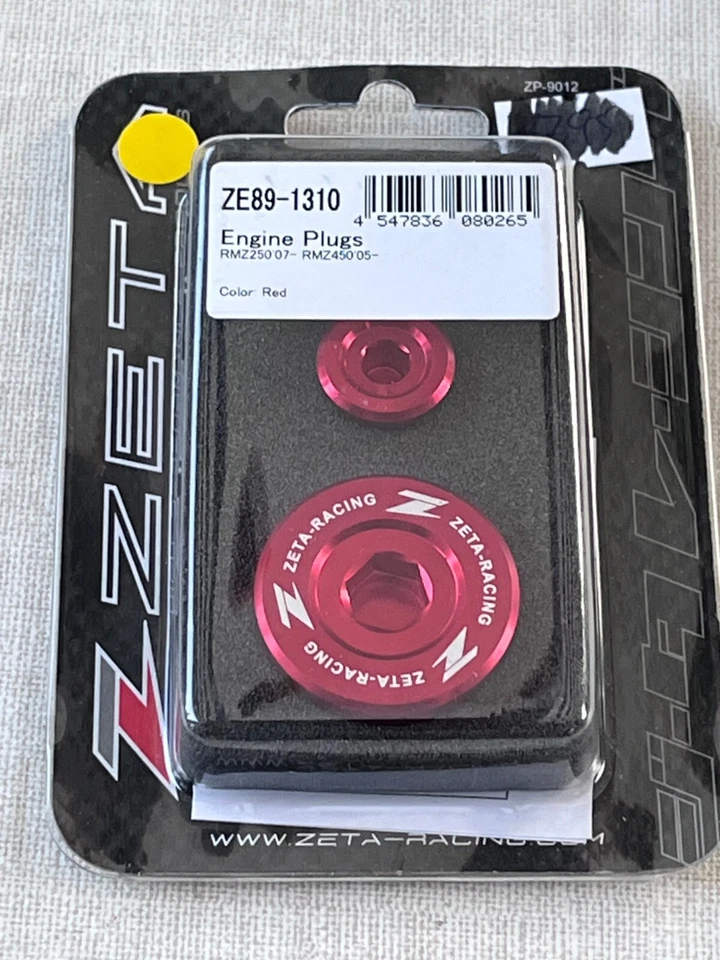 ZP-9012
ZETA
ZE89-1310
4 547836 080265
Engine Plugs
RMZ250'07- RMZ450'05-
Color: Red
ZETA-RACING
ZETA-RACING
ZETA-RACING
WWW.ZETA-RACING.COM